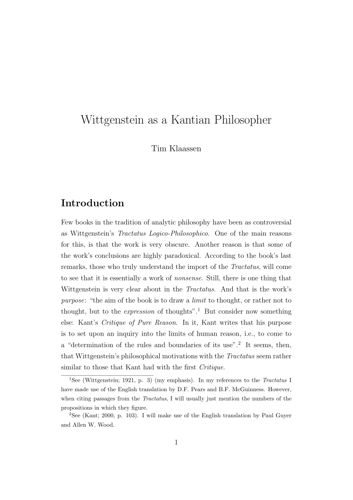 Wittgenstein as a Kantian Philosopher
Tim Klaassen
Introduction
Few books in the tradition of analytic philosophy have been as controversial
as Wittgenstein's Tractatus Logico-Philosophico. One of the main reasons
for this, is that the work is very obscure. Another reason is that some of
the work's conclusions are highly paradoxical. According to the book's last
remarks, those who truly understand the import of the Tractatus, will come
to see that it is essentially a work of nonsense. Still, there is one thing that
Wittgenstein is very clear about in the Tractatus. And that is the work's
purpose: “the aim of the book is to draw a limit to thought, or rather not to
thought, but to the expression of thoughts”.1 But consider now something
else: Kant's Critique of Pure Reason. In it, Kant writes that his purpose
is to set upon an inquiry into the limits of human reason, i.e., to come to
a “determination of the rules and boundaries of its use”.2 It seems, then,
that Wittgenstein's philosophical motivations with the Tractatus seem rather
similar to those that Kant had with the first Critique.
1See (Wittgenstein; 1921, p. 3) (my emphasis). In my references to the Tractatus I
have made use of the English translation by D.F. Pears and B.F. McGuinness. However,
when citing passages from the Tractatus, I will usually just mention the numbers of the
propositions in which they figure.
2See (Kant; 2000, p. 103). I will make use of the English translation by Paul Guyer
and Allen W. Wood.
1